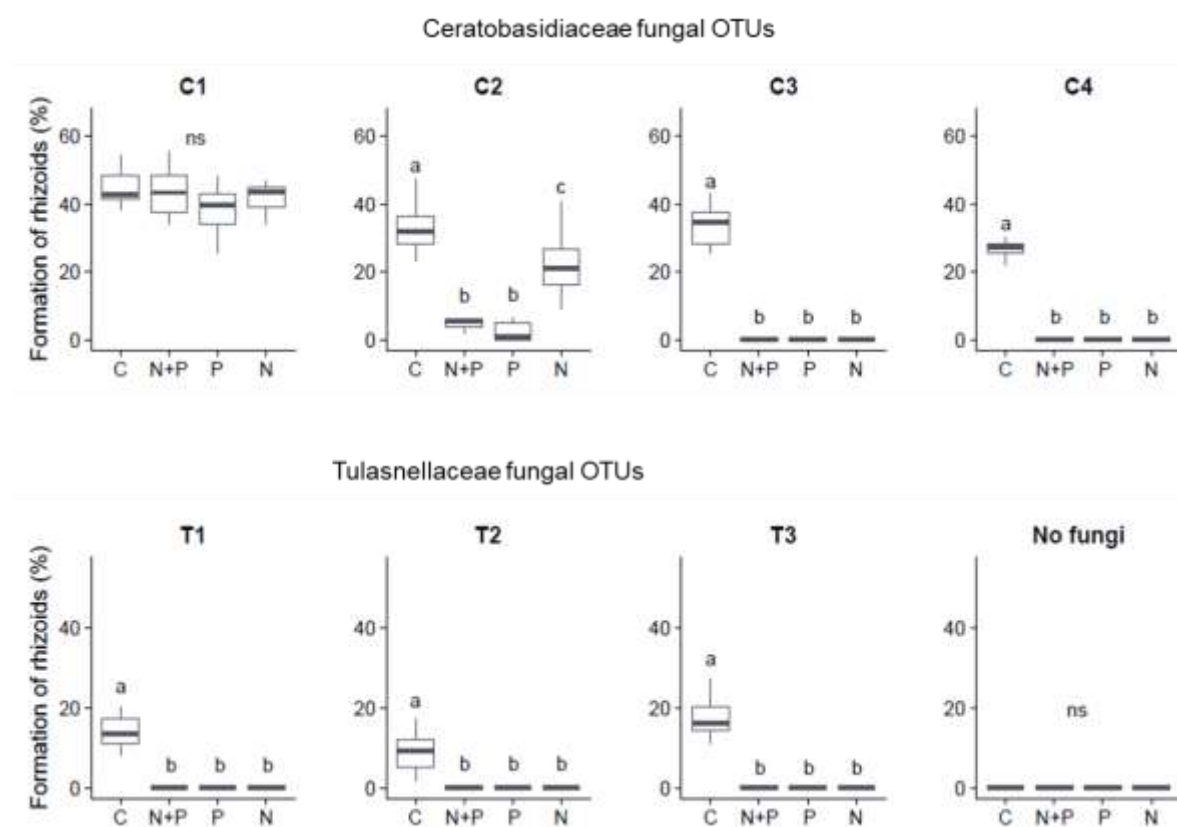 Ceratobasidiaceae fungal OTUs
C1 C2 C3 C4
Formation of rhizoids (%)
60 60 60 60
ns a c a
40 40 40 40
a
20 20 20 20
b b b b b b b b
0 0 0 0
C N+P P N C N+P P N C N+P P N C N+P P N
Tulasnellaceae fungal OTUs
T1 T2 T3 No fungi
Formation of rhizoids (%)
40 40 40 40
a a a
20 20 20 20
ns
b b b b b b b b b
0 0 0 0
C N+P P N C N+P P N C N+P P N C N+P P N